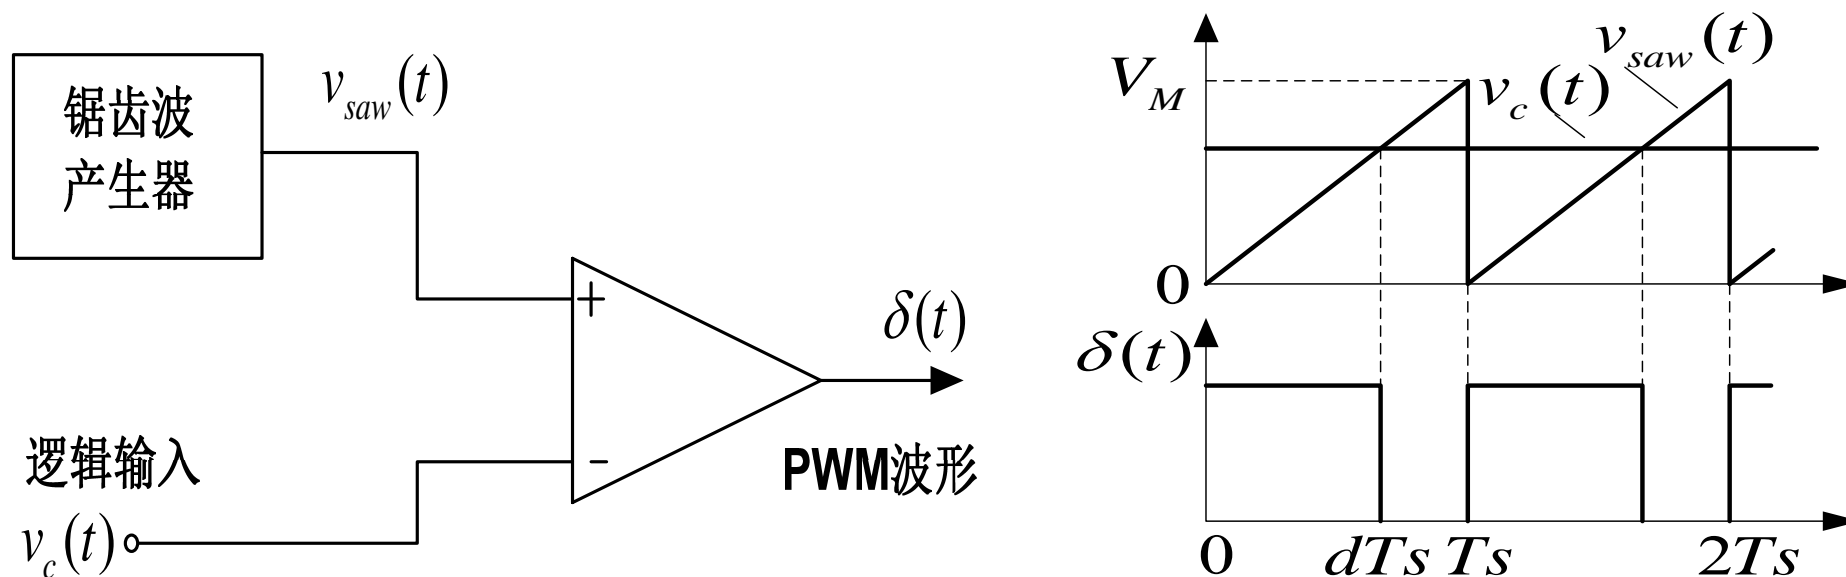 锯齿波
产生器
v_saw(t)
+
-
δ(t)
PWM波形
逻辑输入
v_c(t)
V_M
v_c(t)
v_saw(t)
0
δ(t)
0 dTs Ts 2Ts